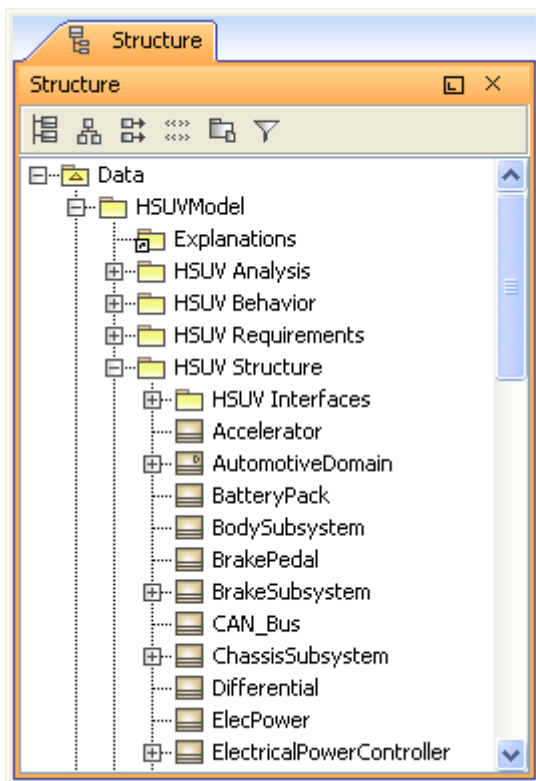 Structure
Structure
Data
HSUVModel
Explanations
HSUV Analysis
HSUV Behavior
HSUV Requirements
HSUV Structure
HSUV Interfaces
Accelerator
AutomotiveDomain
BatteryPack
BodySubsystem
BrakePedal
BrakeSubsystem
CAN_Bus
ChassisSubsystem
Differential
ElecPower
ElectricalPowerController